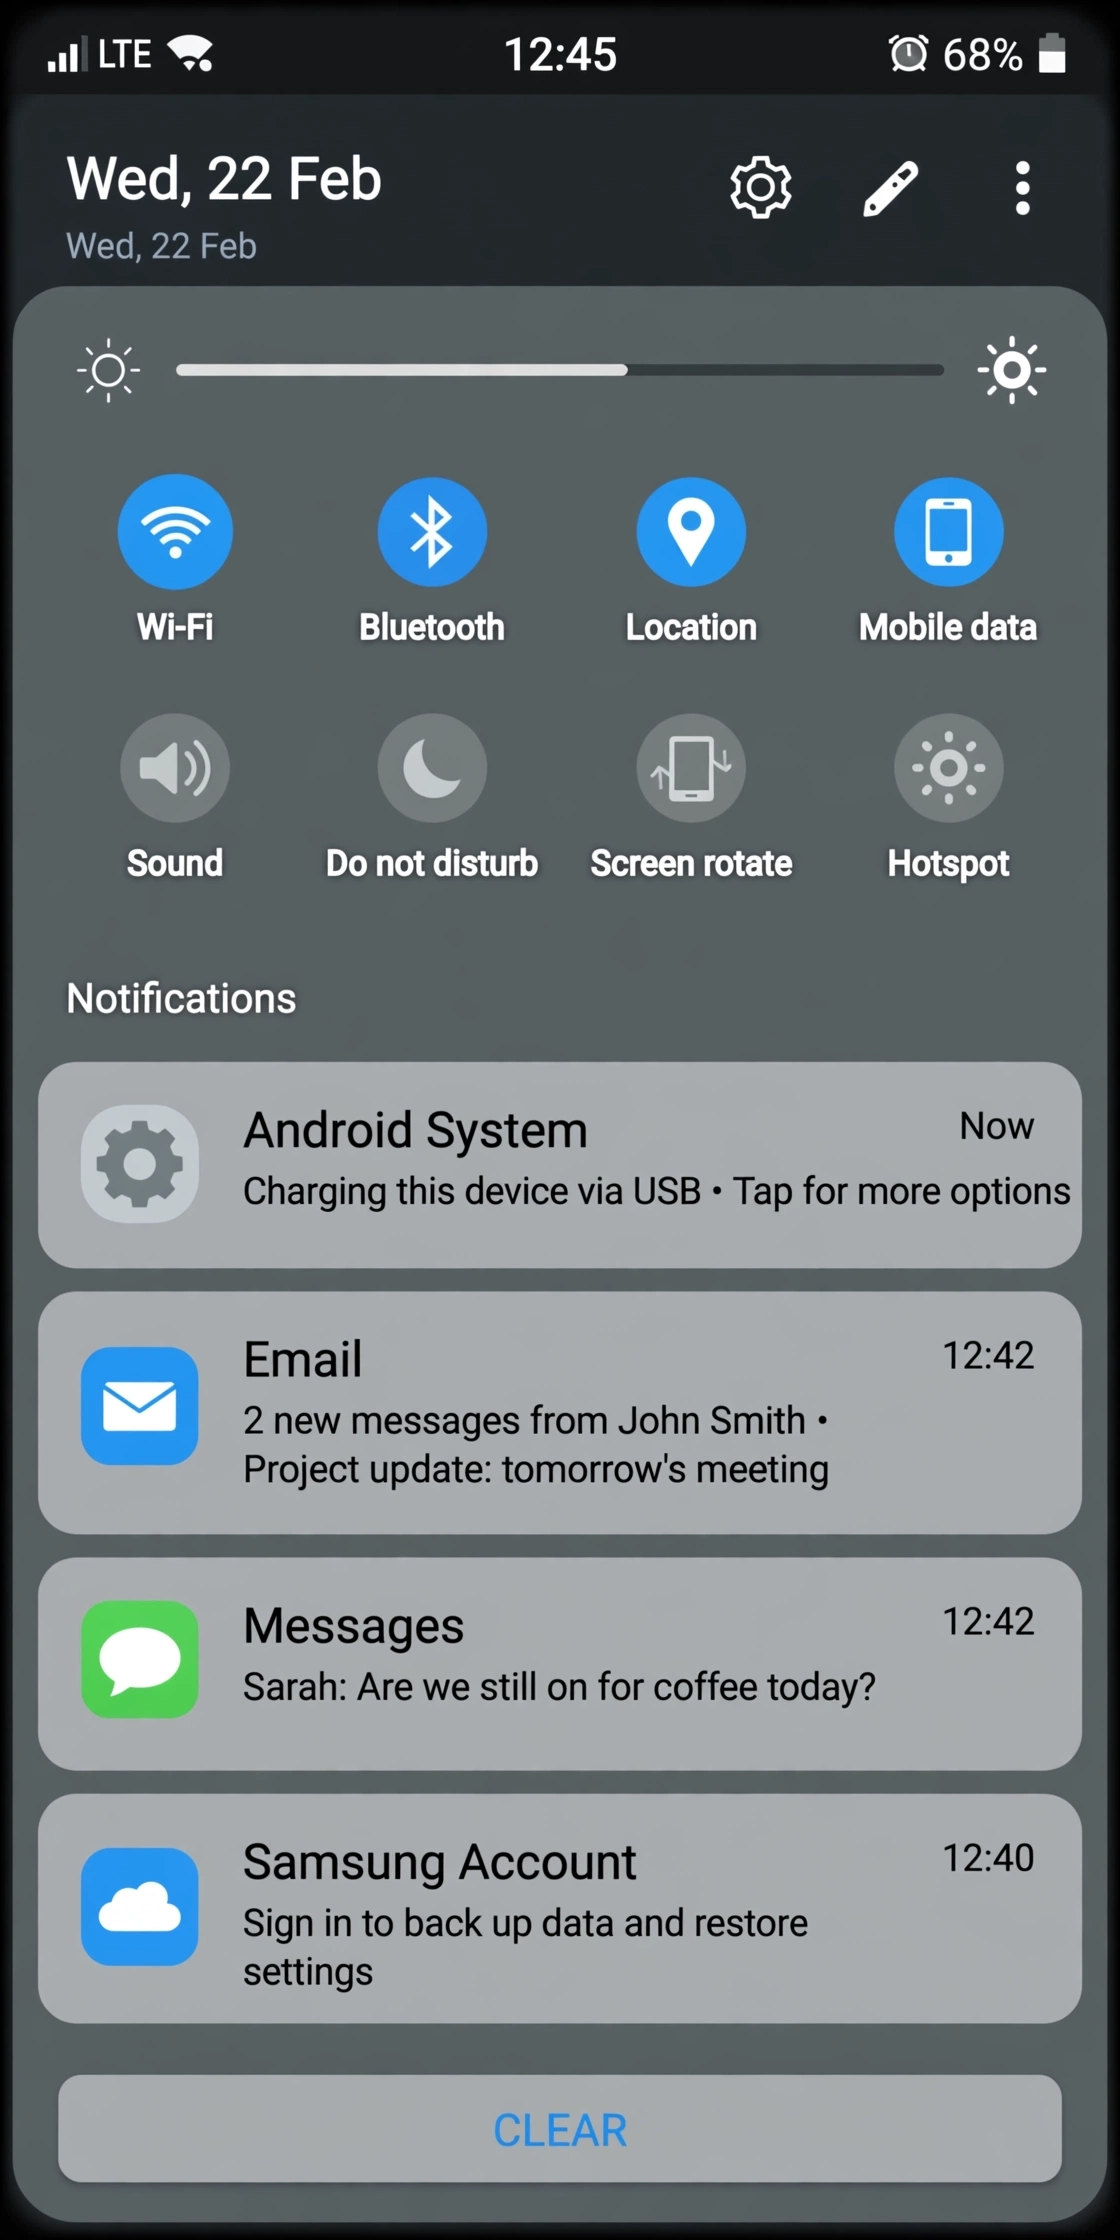 LTE 12:45 68%
Wed, 22 Feb
Wed, 22 Feb
Wi-Fi Bluetooth Location Mobile data
Sound Do not disturb Screen rotate Hotspot
Notifications
Android System Now
Charging this device via USB • Tap for more options
Email 12:42
2 new messages from John Smith •
Project update: tomorrow's meeting
Messages 12:42
Sarah: Are we still on for coffee today?
Samsung Account 12:40
Sign in to back up data and restore
settings
CLEAR